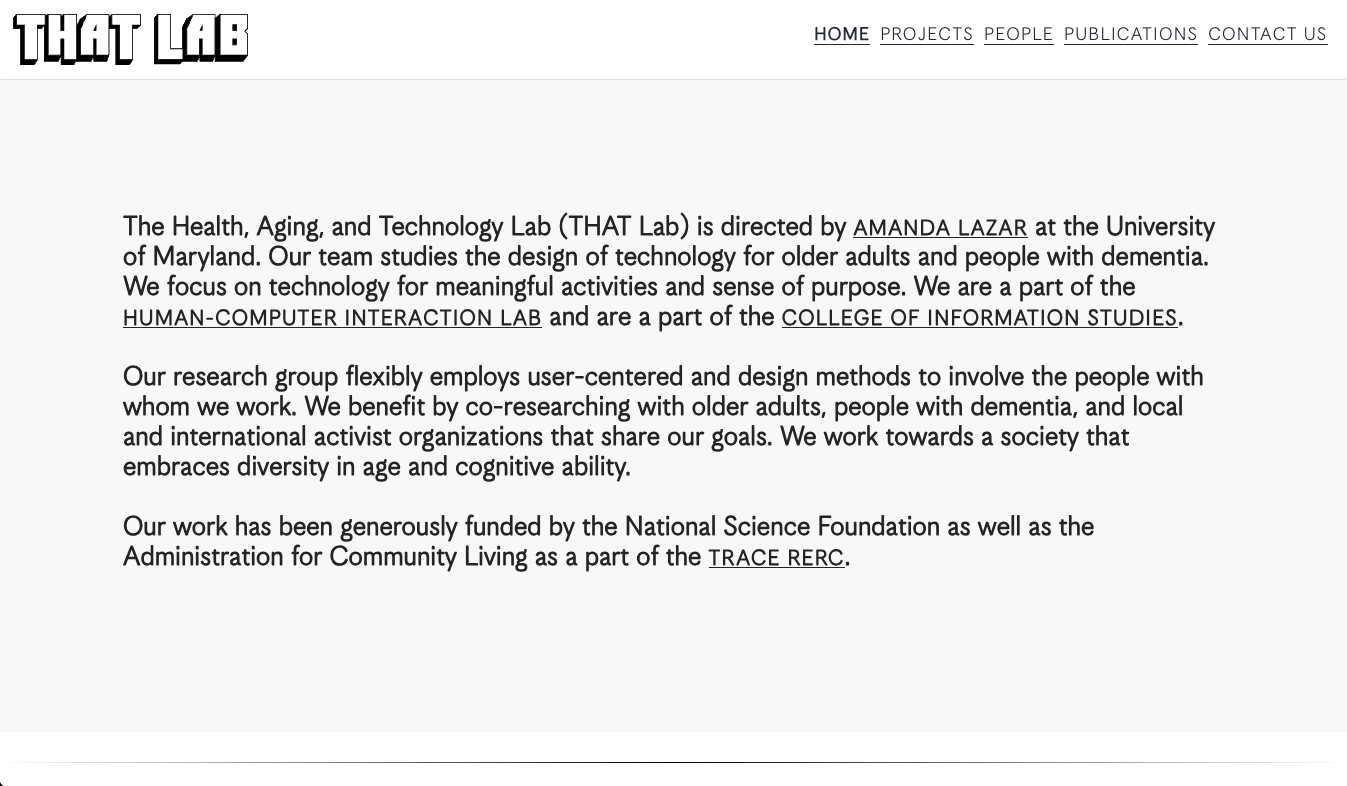 THAT LAB
HOME PROJECTS PEOPLE PUBLICATIONS CONTACT US
The Health, Aging, and Technology Lab (THAT Lab) is directed by AMANDA LAZAR at the University
of Maryland. Our team studies the design of technology for older adults and people with dementia.
We focus on technology for meaningful activities and sense of purpose. We are a part of the
HUMAN-COMPUTER INTERACTION LAB and are a part of the COLLEGE OF INFORMATION STUDIES.
Our research group flexibly employs user-centered and design methods to involve the people with
whom we work. We benefit by co-researching with older adults, people with dementia, and local
and international activist organizations that share our goals. We work towards a society that
embraces diversity in age and cognitive ability.
Our work has been generously funded by the National Science Foundation as well as the
Administration for Community Living as a part of the TRACE RERC.